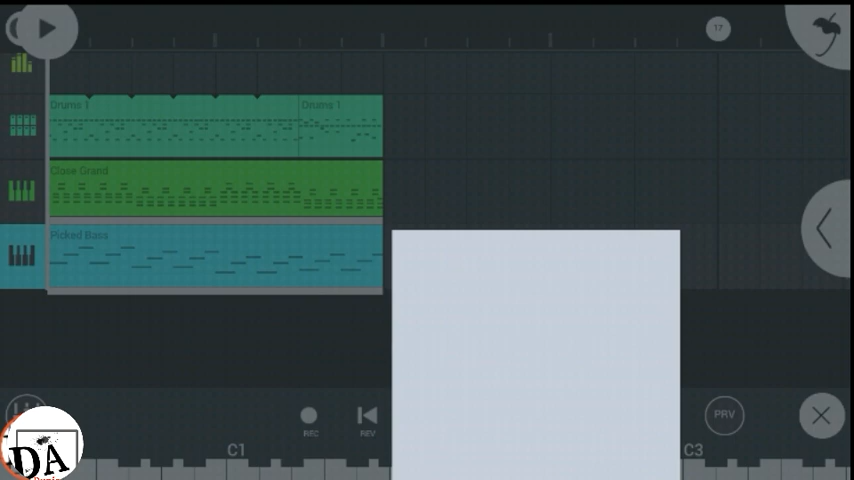 17
Drums 1
Drums 1
Close Grand
Picked Bass
REC
REV
PRV
C1
C3
DA